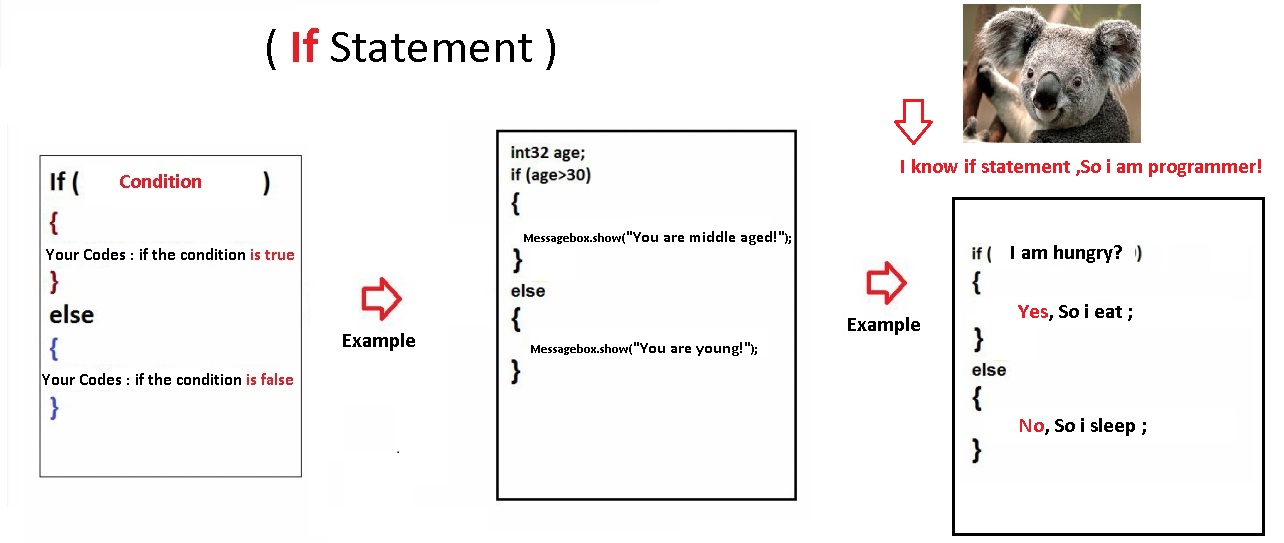 ( If Statement )
If ( Condition )
{
Your Codes : if the condition is true
}
else
{
Your Codes : if the condition is false
}
Example
int32 age;
if (age>30)
{
Messagebox.show("You are middle aged!");
}
else
{
Messagebox.show("You are young!");
}
Example
I know if statement ,So i am programmer!
if ( I am hungry? )
{
Yes, So i eat ;
}
else
{
No, So i sleep ;
}